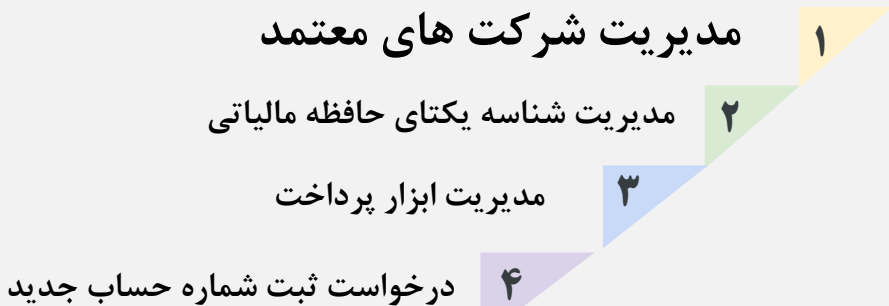 ۱ مدیریت شرکت های معتمد
۲ مدیریت شناسه یکتای حافظه مالیاتی
۳ مدیریت ابزار پرداخت
۴ درخواست ثبت شماره حساب جدید